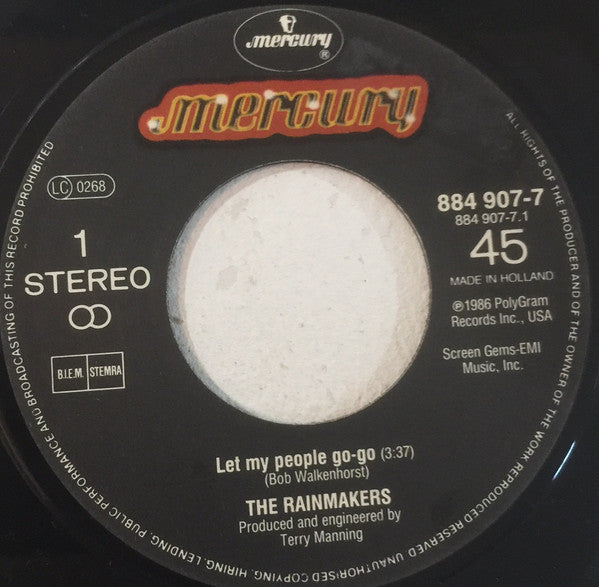 mercury
®
mercury
LC 0268
1
STEREO
B.I.E.M. STEMRA
884 907-7
884 907-7.1
45
MADE IN HOLLAND
℗1986 PolyGram
Records Inc., USA
Screen Gems-EMI
Music, Inc.
Let my people go-go (3:37)
(Bob Walkenhorst)
THE RAINMAKERS
Produced and engineered by
Terry Manning
ALL RIGHTS OF THE PRODUCER AND OF THE OWNER OF THE WORK REPRODUCED RESERVED UNAUTHORISED COPYING, HIRING, LENDING, PUBLIC PERFORMANCE AND BROADCASTING OF THIS RECORD PROHIBITED